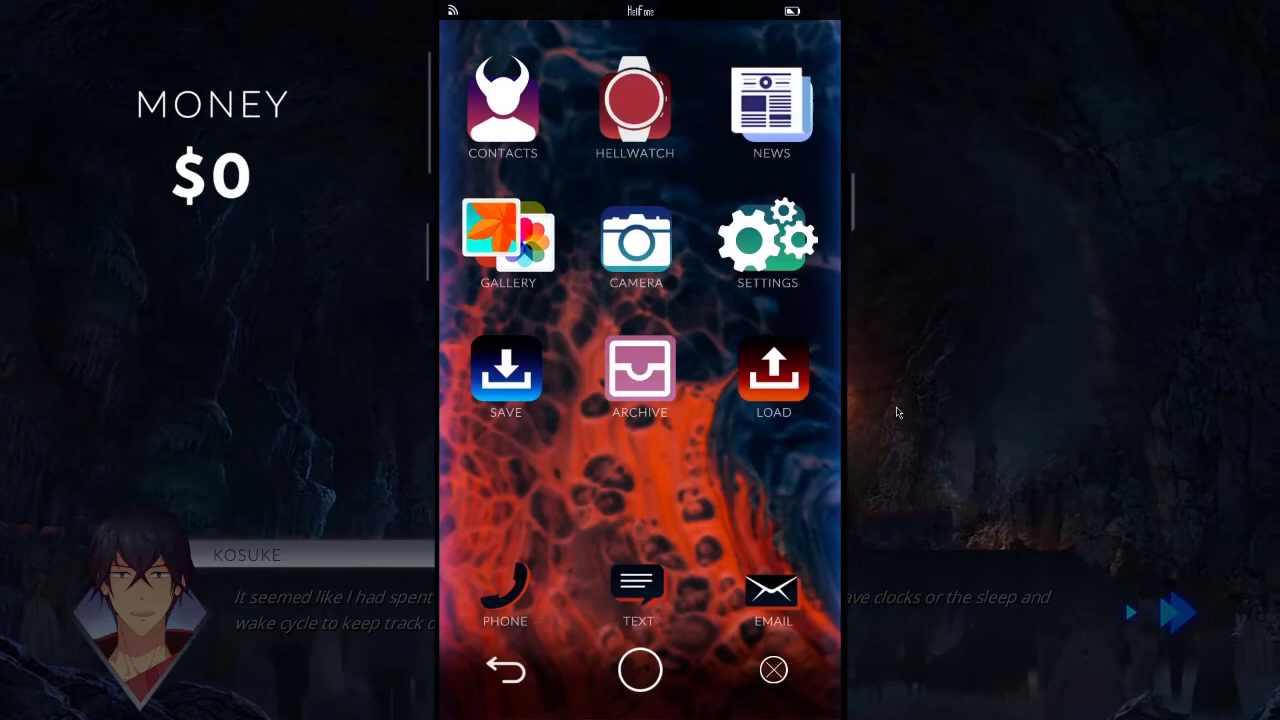 HellFone
MONEY
$0
CONTACTS
HELLWATCH
NEWS
GALLERY
CAMERA
SETTINGS
SAVE
ARCHIVE
LOAD
KOSUKE
It seemed like I had spent
ave clocks or the sleep and
wake cycle to keep track o
PHONE
TEXT
EMAIL